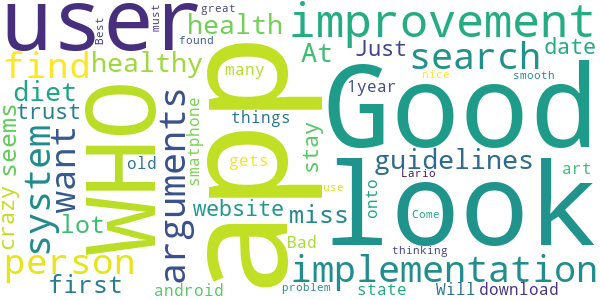 user
great
Best
must
found
health
improvement
At
Just
search
date
find
healthy
app
Good
many
1year
nice
smooth
diet
WHO
arguments
smatphone
things
stay
trust
crazy
seems
system
want
old
gets
guidelines
art
Lario
onto
use
look
lot
website
miss
Come
Bad
thinking
person
implementation
first
android
problem
state
Will
download